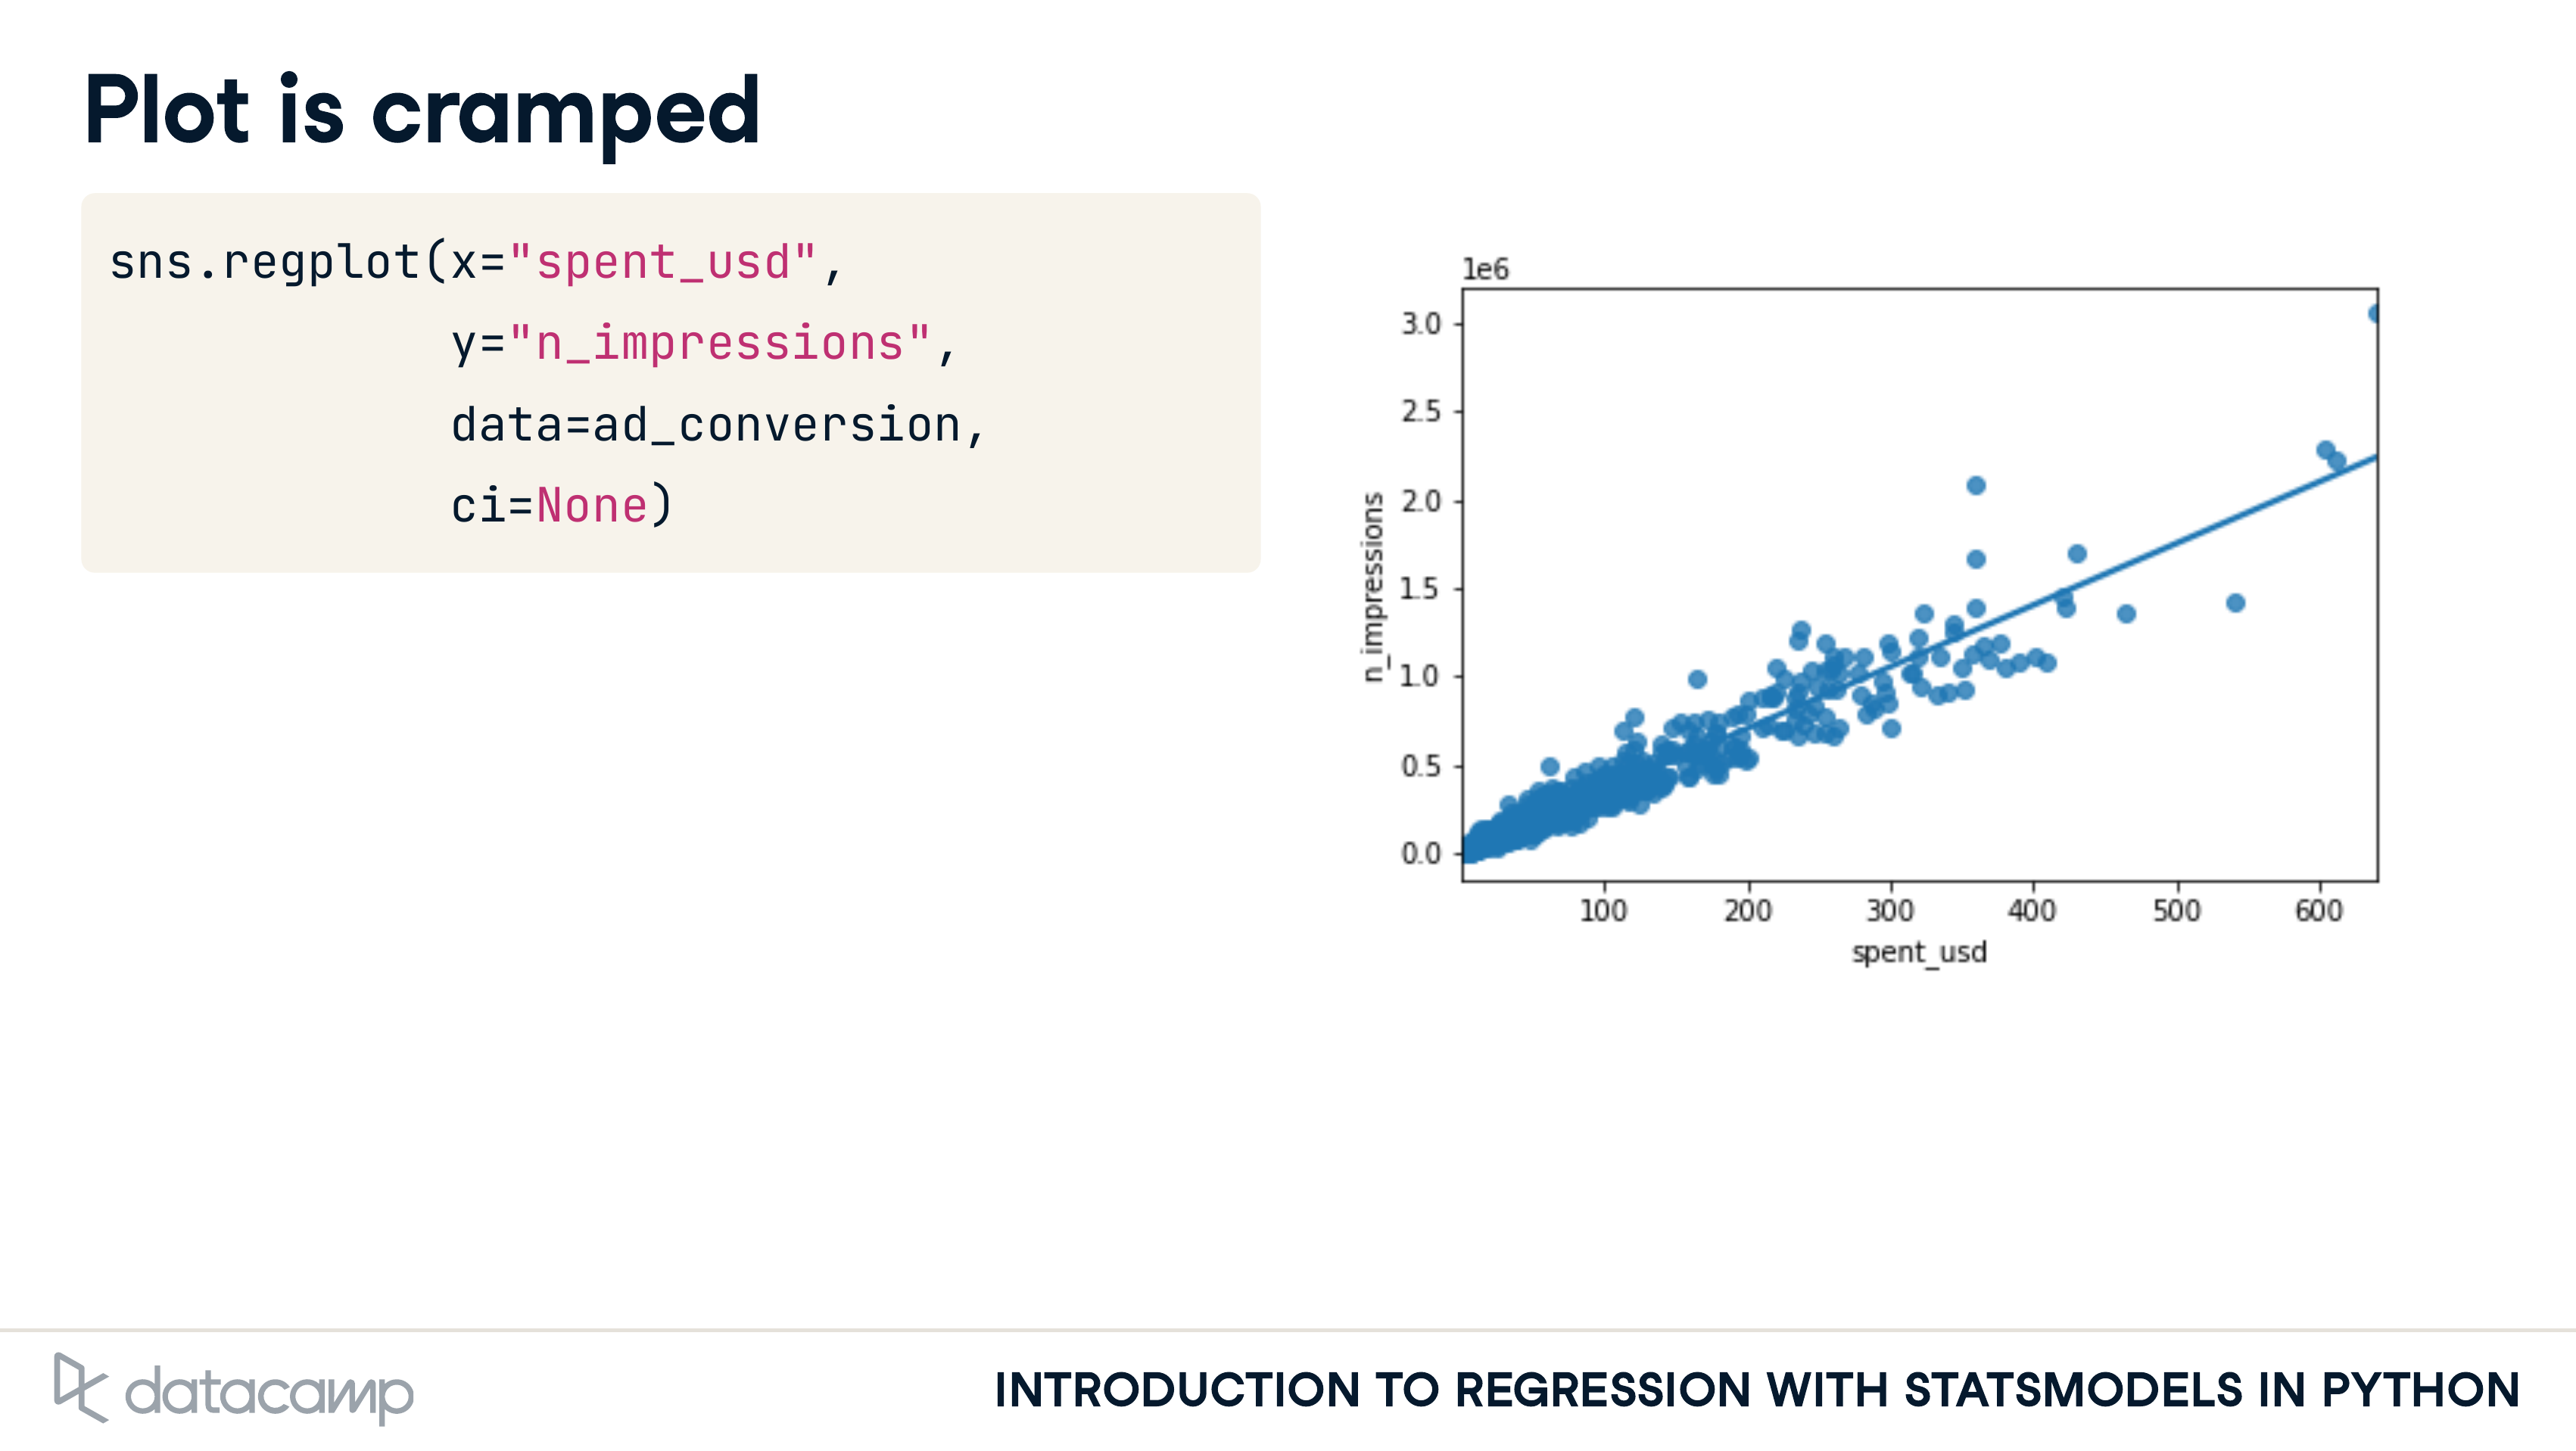 Plot is cramped
sns.regplot(x="spent_usd",
            y="n_impressions",
            data=ad_conversion,
            ci=None)
1e6
3.0
2.5
2.0
1.5
1.0
0.5
0.0
n_impressions
100 200 300 400 500 600
spent_usd
datacamp
INTRODUCTION TO REGRESSION WITH STATSMODELS IN PYTHON